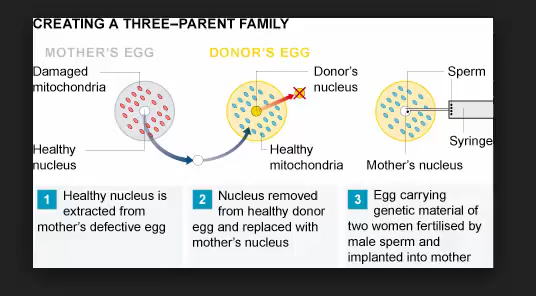 CREATING A THREE–PARENT FAMILY
MOTHER'S EGG
DONOR'S EGG
Damaged
mitochondria
Healthy
nucleus
Donor's
nucleus
Healthy
mitochondria
Sperm
Syringe
Mother's nucleus
1 Healthy nucleus is
extracted from
mother's defective egg
2 Nucleus removed
from healthy donor
egg and replaced with
mother's nucleus
3 Egg carrying
genetic material of
two women fertilised by
male sperm and
implanted into mother